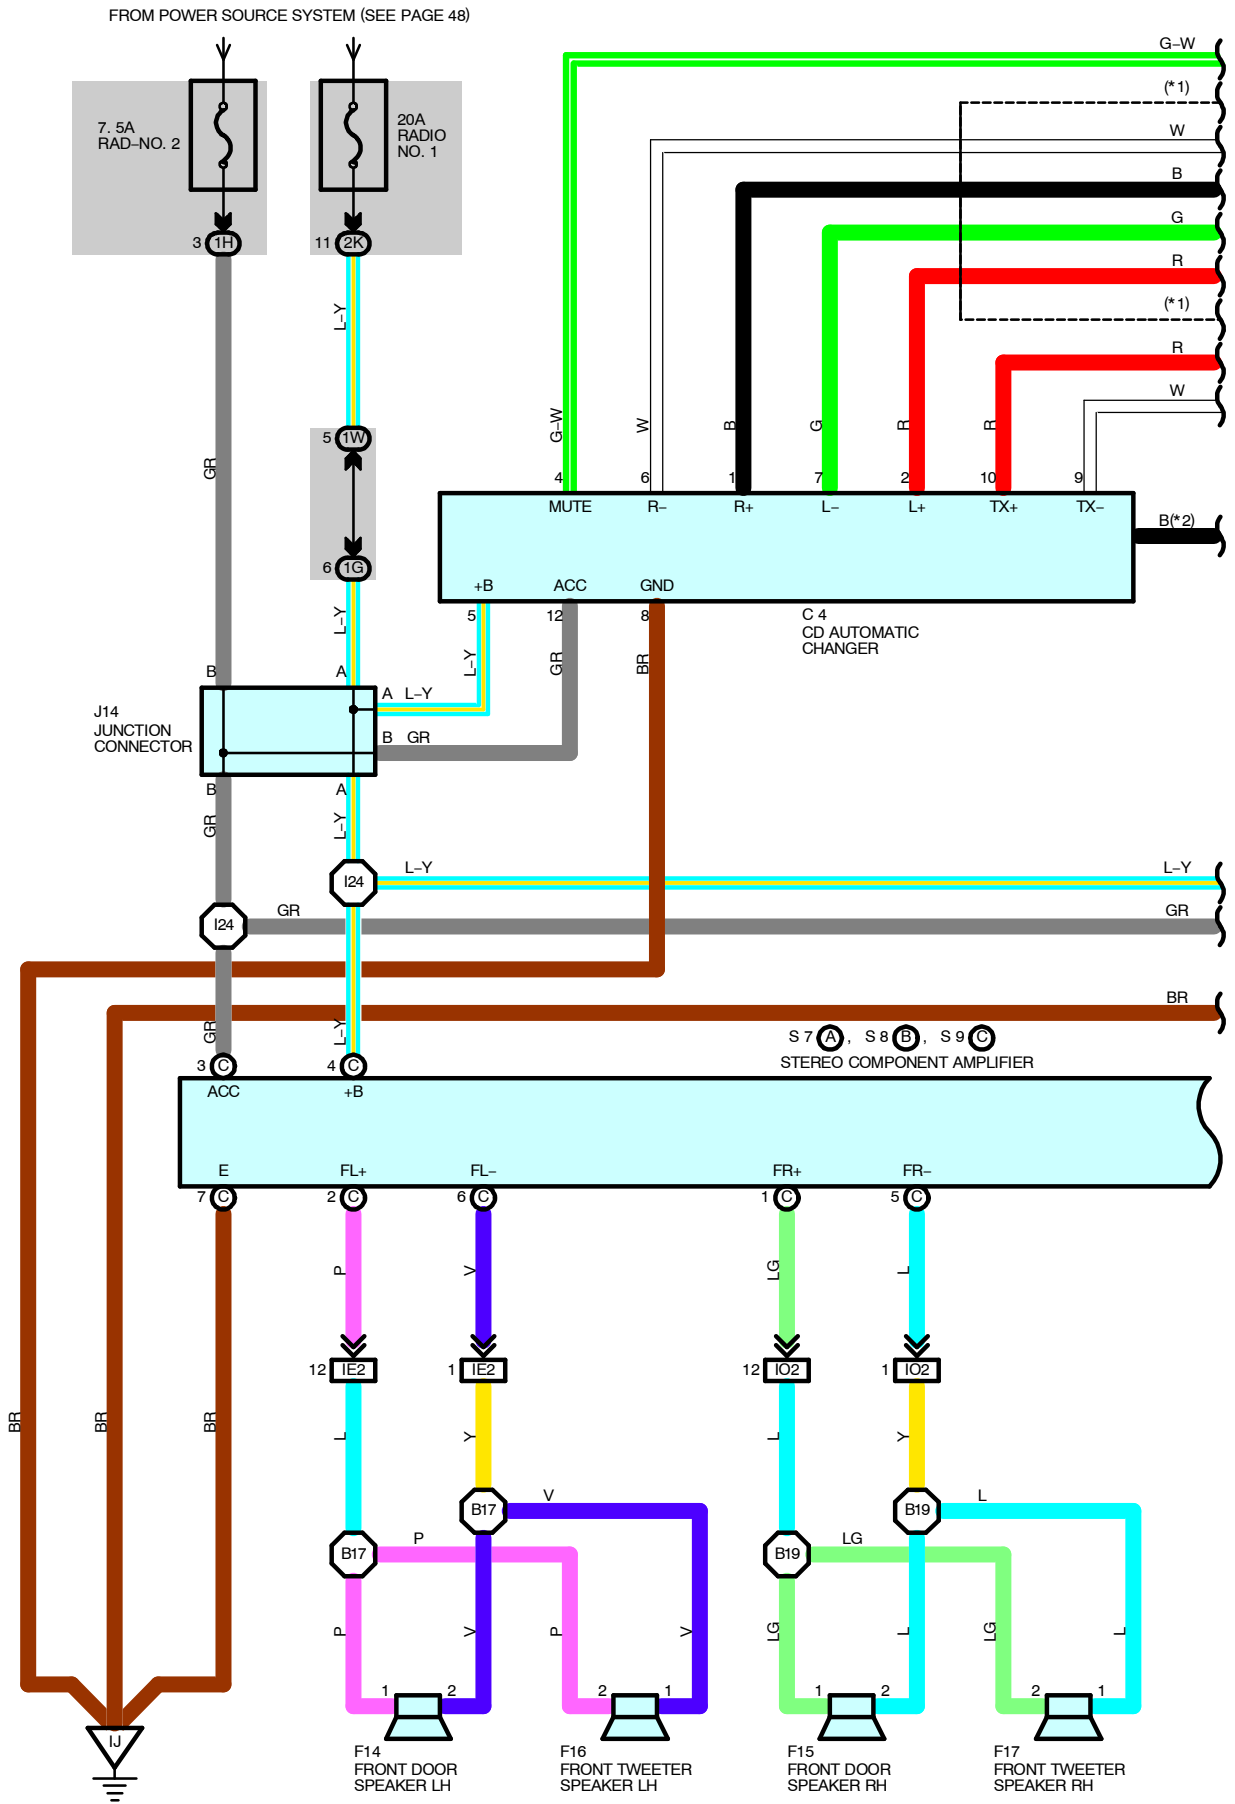 FROM POWER SOURCE SYSTEM (SEE PAGE 48)
7. 5A
RAD-NO. 2
20A
RADIO
NO. 1
3 1H
11 2K
G-W
(*1)
W
B
G
R
(*1)
R
W
L-Y
GR
5 1W
6 1G
G-W
W
B
G
R
R
4
6
1
7
2
10
9
MUTE
R-
R+
L-
L+
TX+
TX-
B(*2)
+B
ACC
GND
5
12
8
C 4
CD AUTOMATIC
CHANGER
L-Y
L-Y
GR
BR
B
A
A L-Y
B GR
J14
JUNCTION
CONNECTOR
B
A
GR
L-Y
I24
L-Y
L-Y
I24
GR
GR
BR
GR
L-Y
S 7 A , S 8 B , S 9 C
STEREO COMPONENT AMPLIFIER
3 C
4 C
ACC
+B
E
FL+
FL-
FR+
FR-
7 C
2 C
6 C
1 C
5 C
P
V
LG
L
12 IE2
1 IE2
12 IO2
1 IO2
BR
BR
BR
L
Y
L
Y
B17
V
B19
L
B17
P
B19
LG
P
V
P
V
LG
L
LG
L
1
2
2
1
1
2
2
1
IJ
F14
FRONT DOOR
SPEAKER LH
F16
FRONT TWEETER
SPEAKER LH
F15
FRONT DOOR
SPEAKER RH
F17
FRONT TWEETER
SPEAKER RH